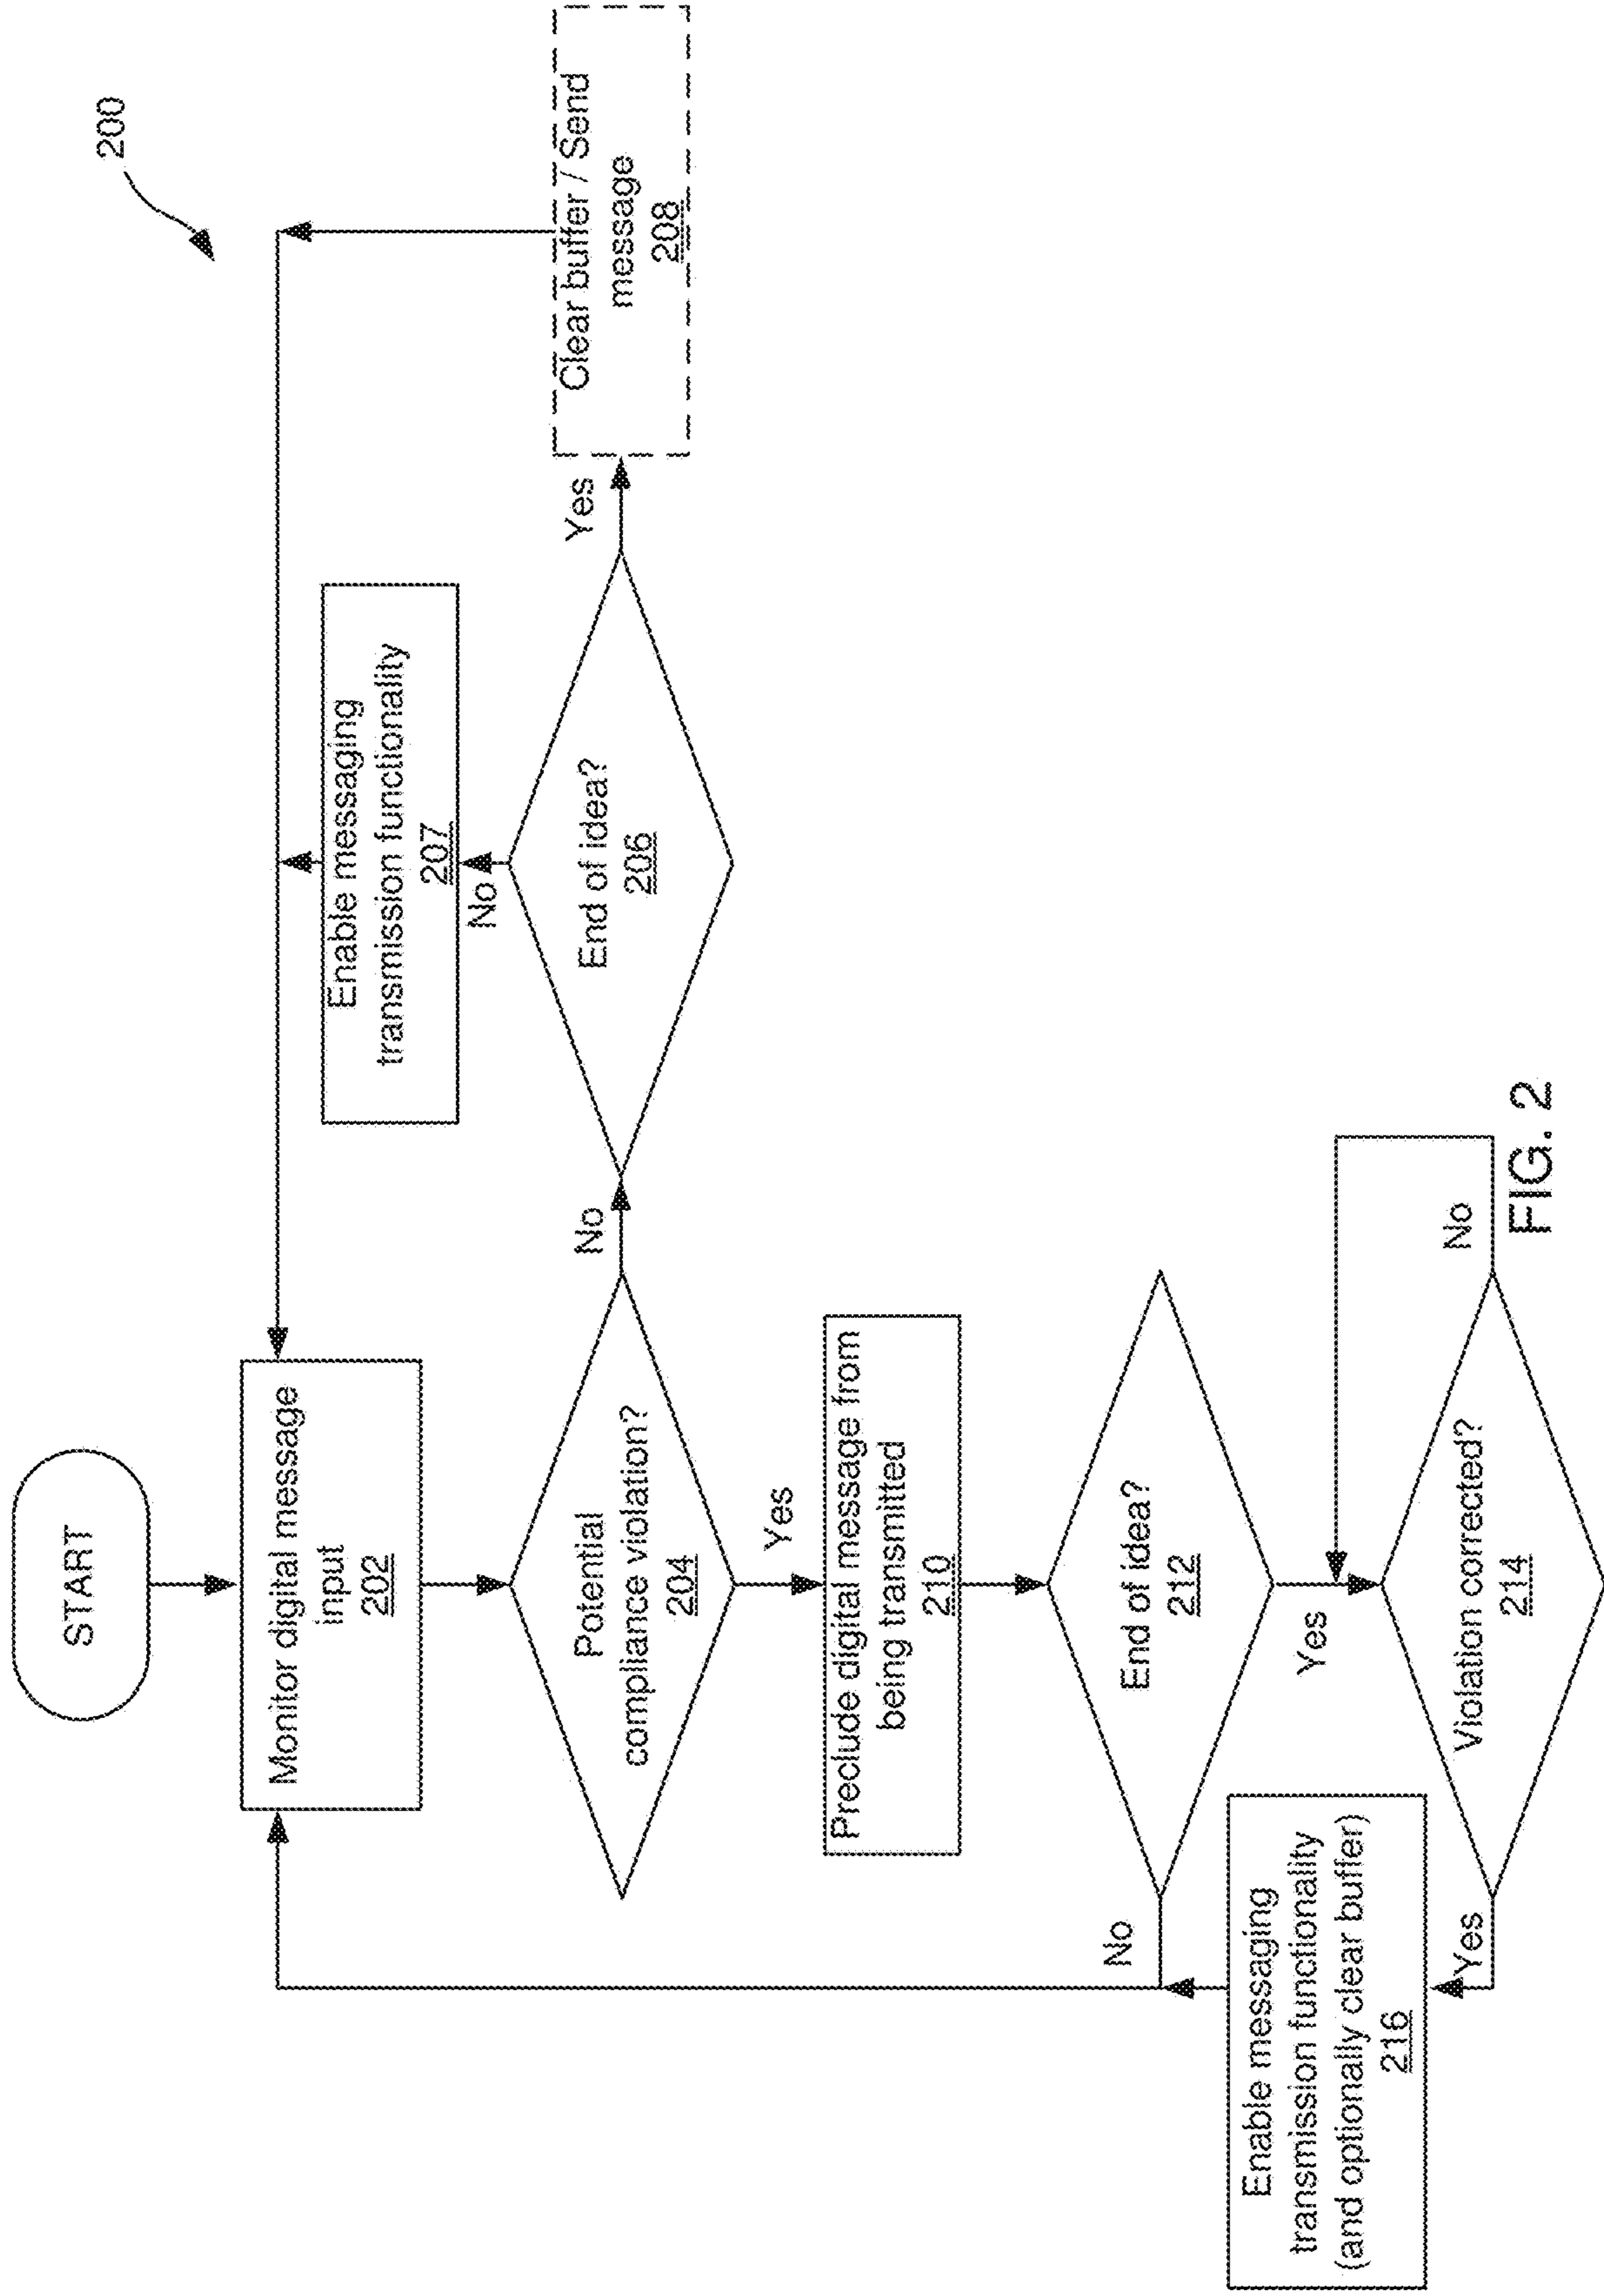 200
START
Monitor digital message
input
202
Potential
compliance violation?
204
No
End of idea?
206
No
Enable messaging
transmission functionality
207
Yes
Clear buffer / Send
message
208
Yes
Preclude digital message from
being transmitted
210
End of idea?
212
No
Yes
Violation corrected?
214
No
Yes
Enable messaging
transmission functionality
(and optionally clear buffer)
216
FIG. 2